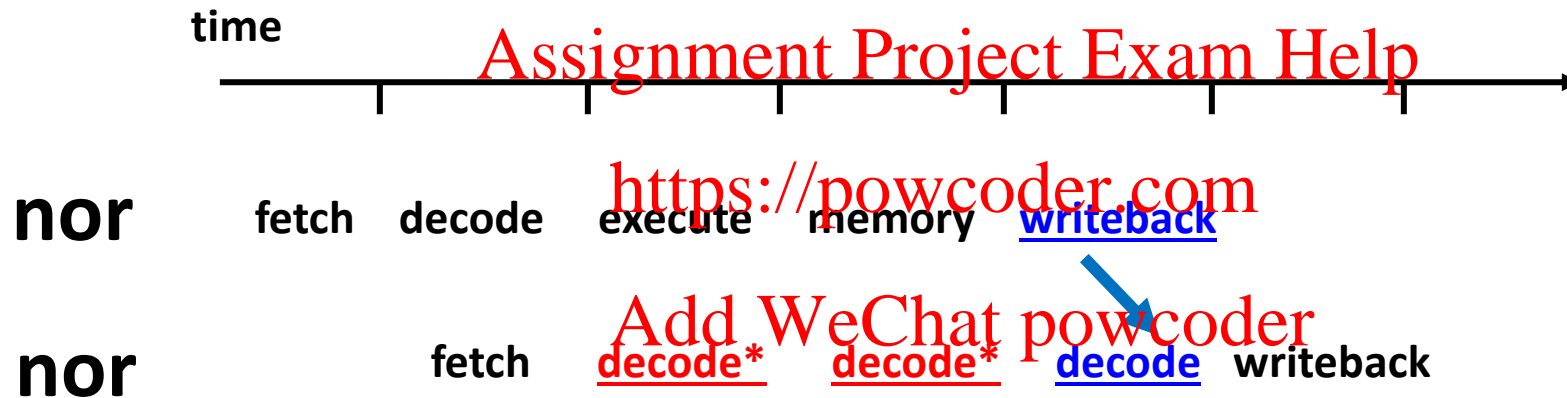 time
Assignment Project Exam Help
https://powcoder.com
nor fetch decode execute memory writeback
Add WeChat powcoder
nor fetch decode* decode* decode writeback